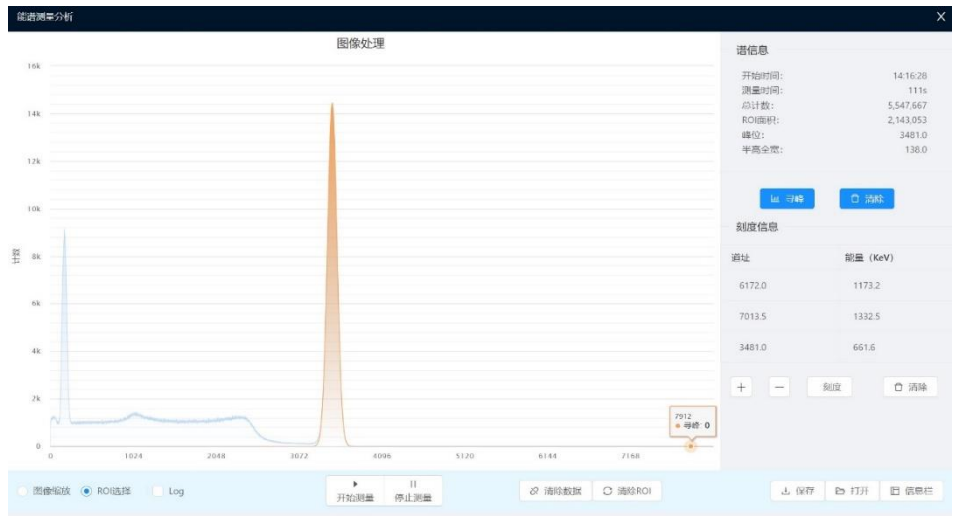 能谱测量分析
X
图像处理
谱信息
开始时间: 14:16:28
测量时间: 111s
总计数: 5,547,667
ROI面积: 2,143,053
峰位: 3481.0
半高全宽: 138.0
寻峰 清除
刻度信息
道址 能量 (KeV)
6172.0 1173.2
7013.5 1332.5
3481.0 661.6
+ − 刻度 清除
计数
16k
14k
12k
10k
8k
6k
4k
2k
0
0 1024 2048 3072 4096 5120 6144 7168
7912
寻峰: 0
图像缩放 ROI选择 Log
开始测量 停止测量
清除数据 清除ROI
保存 打开 信息栏